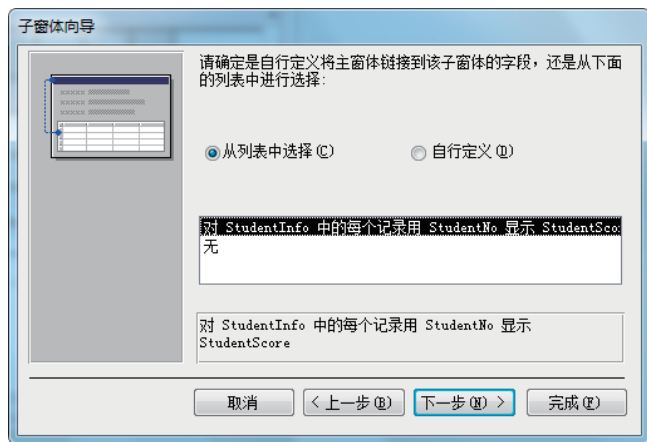 子窗体向导
请确定是自行定义将主窗体链接到该子窗体的字段，还是从下面
的列表中进行选择：
从列表中选择(C) 自行定义(D)
对 StudentInfo 中的每个记录用 StudentNo 显示 StudentSco
无
对 StudentInfo 中的每个记录用 StudentNo 显示
StudentScore
取消 <上一步(B) 下一步(N)> 完成(F)